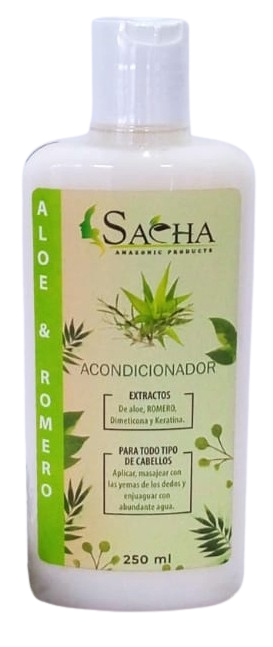 SACHA
AMAZONIC PRODUCTS
ALOE & ROMERO
ACONDICIONADOR
EXTRACTOS
De aloe, ROMERO,
Dimeticona y Keratina.
PARA TODO TIPO
DE CABELLOS
Aplicar, masajear con
las yemas de los dedos y
enjuaguar con
abundante agua.
250 ml